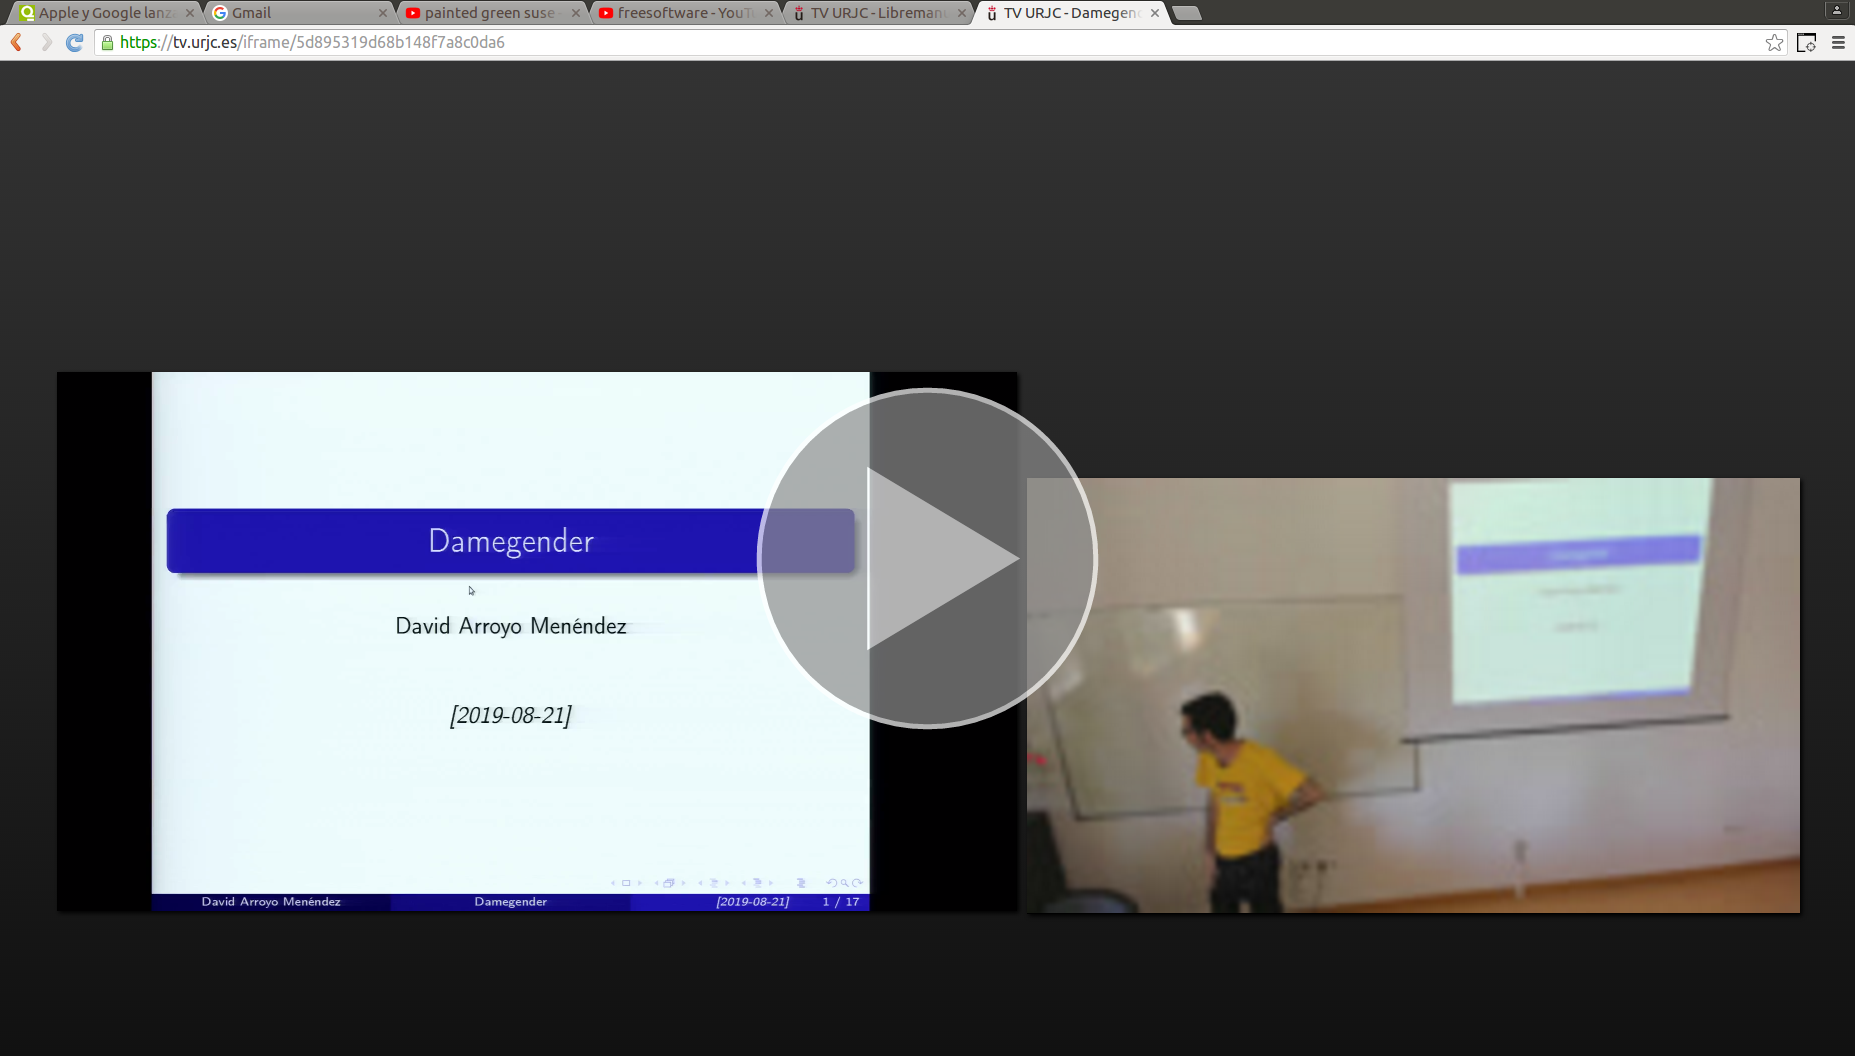 Apple y Google lanz
Gmail
painted green suse -
freesoftware - YouTu
TV URJC - Libreman
TV URJC - Damegen
https://tv.urjc.es/iframe/5d895319d68b148f7a8c0da6
Damegender
David Arroyo Menéndez
[2019-08-21]
David Arroyo Menéndez
Damegender
[2019-08-21]
1 / 17